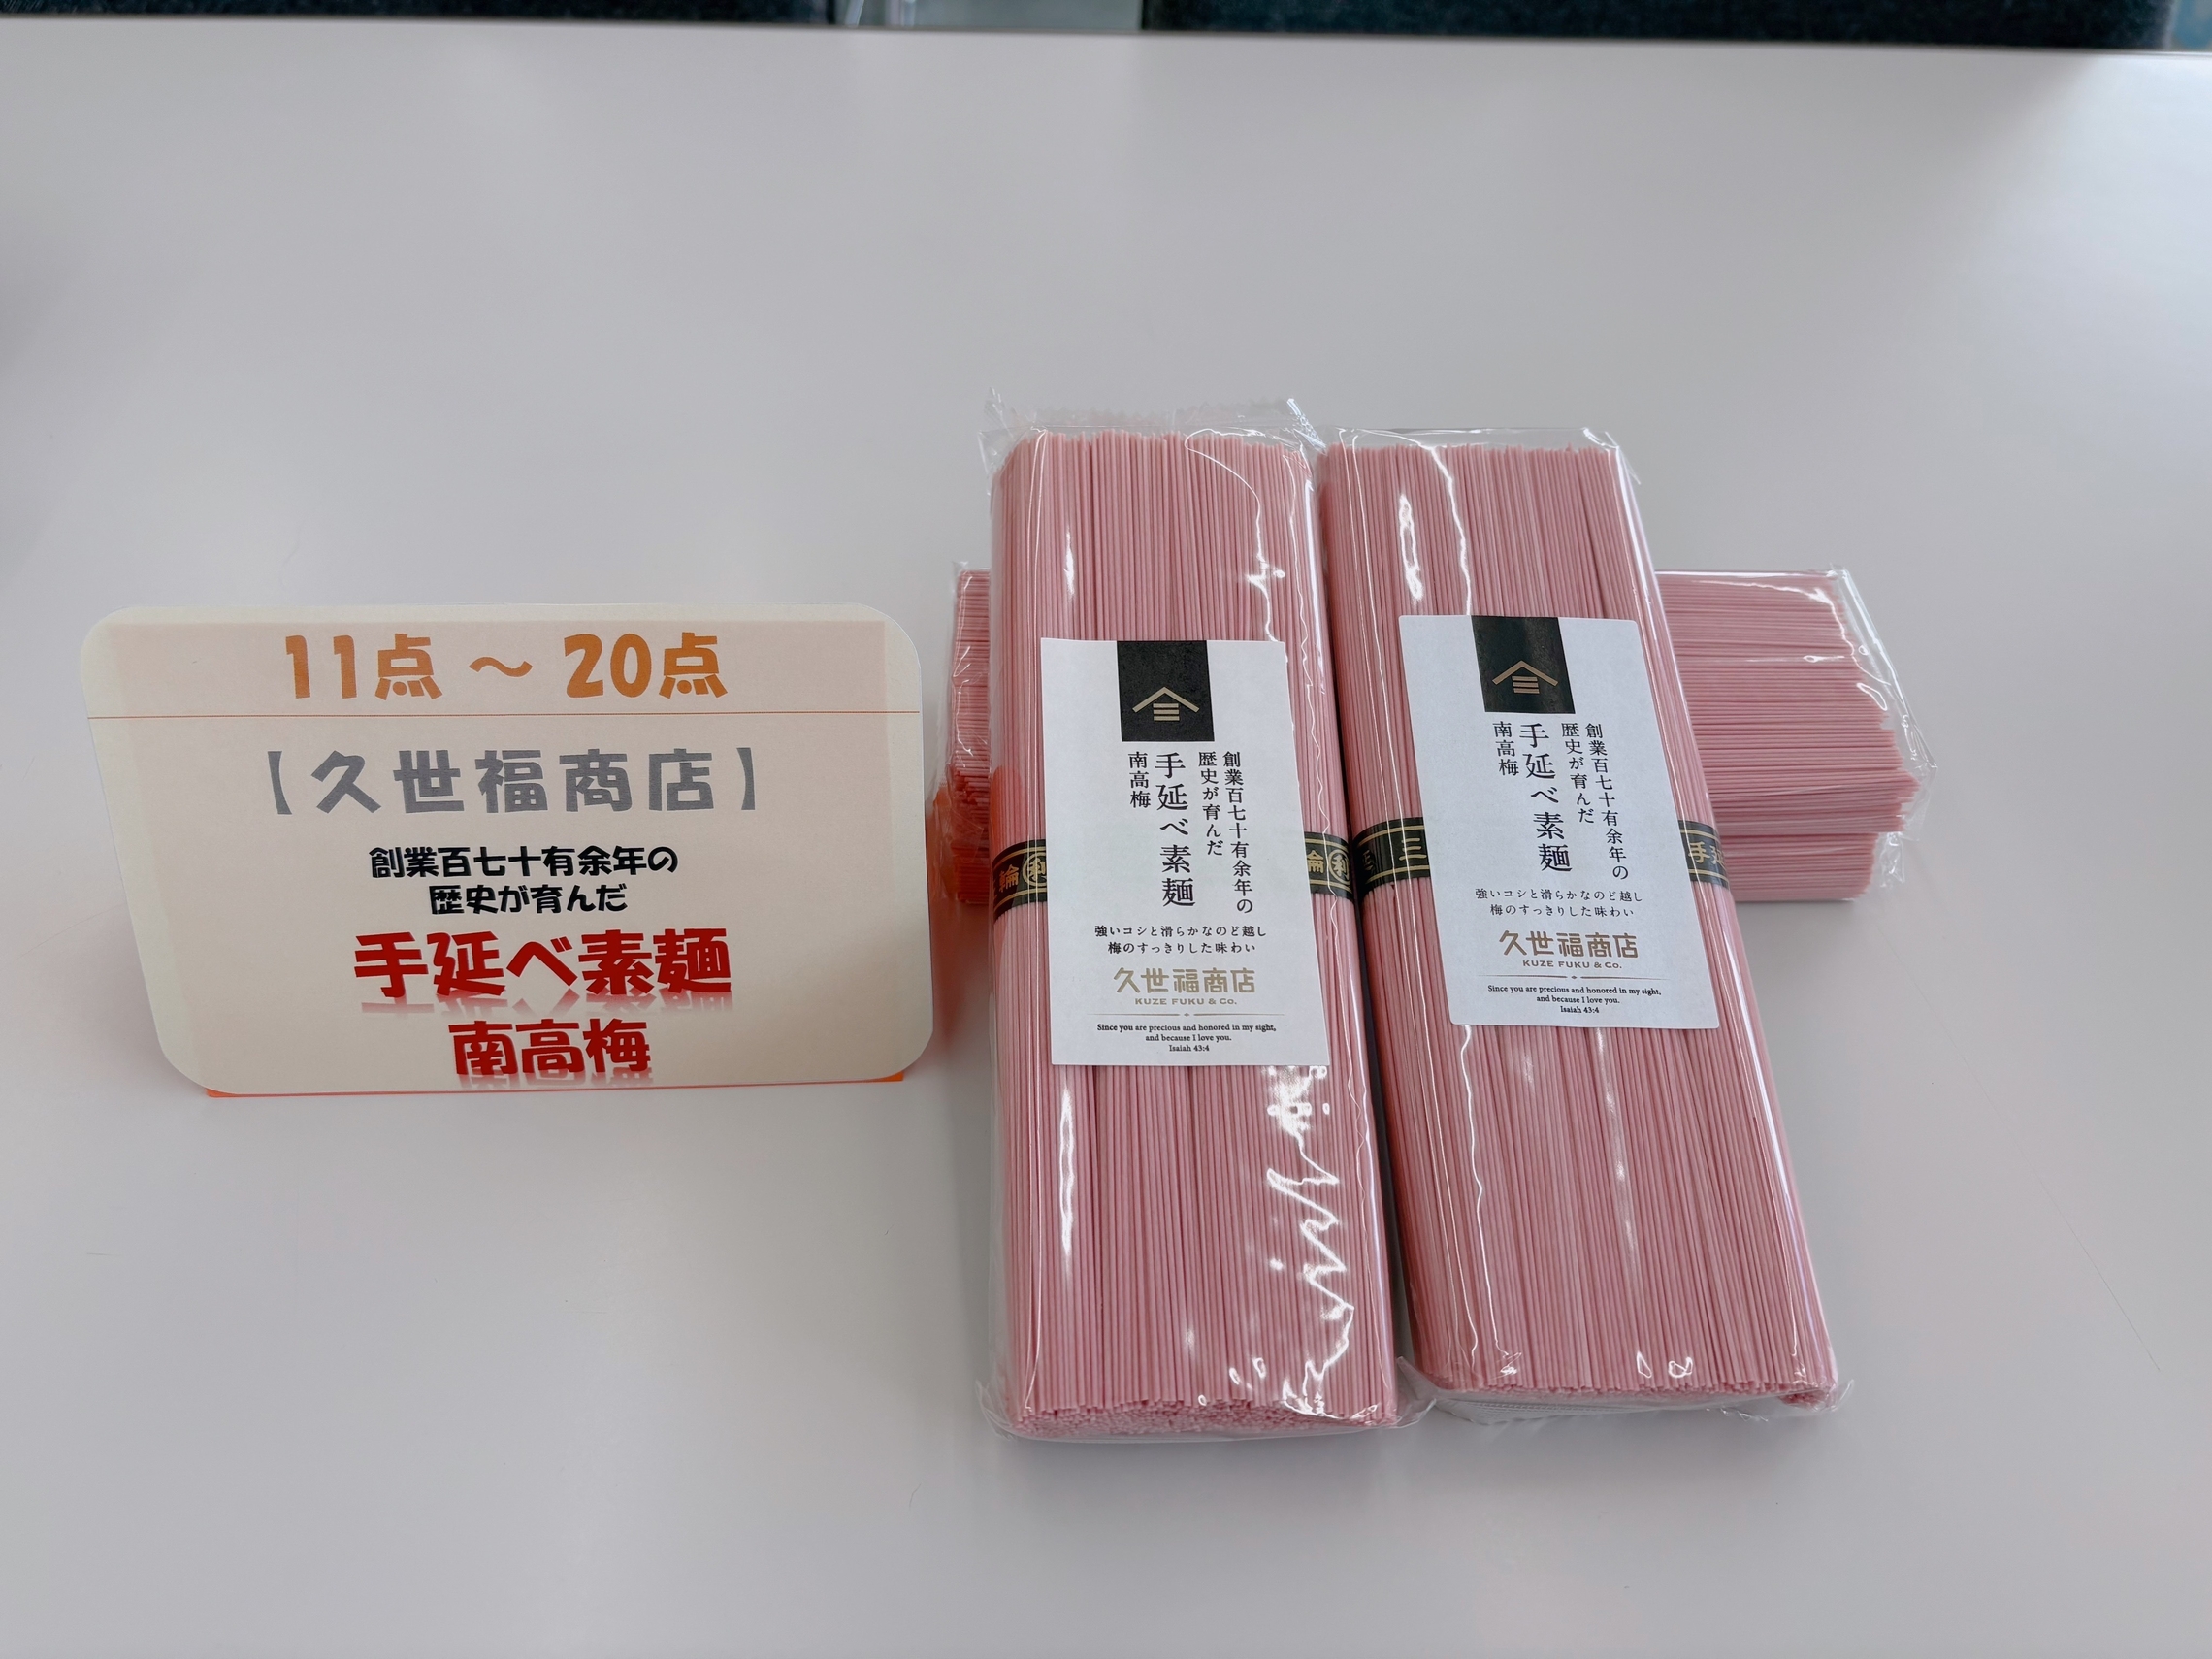 11点 ～ 20点
【久世福商店】
創業百七十有余年の
歴史が育んだ
手延べ素麺
南高梅
創業百七十有余年の
歴史が育んだ
手延べ素麺
南高梅
輪 利
輪 利
強いコシと滑らかなのど越し
梅のすっきりした味わい
久世福商店
KUZE FUKU & Co.
Since you are precious and honored in my sight,
and because I love you.
Isaiah 43:4
創業百七十有余年の
歴史が育んだ
手延べ素麺
南高梅
三
手延
強いコシと滑らかなのど越し
梅のすっきりした味わい
久世福商店
KUZE FUKU & Co.
Since you are precious and honored in my sight,
and because I love you.
Isaiah 43:4